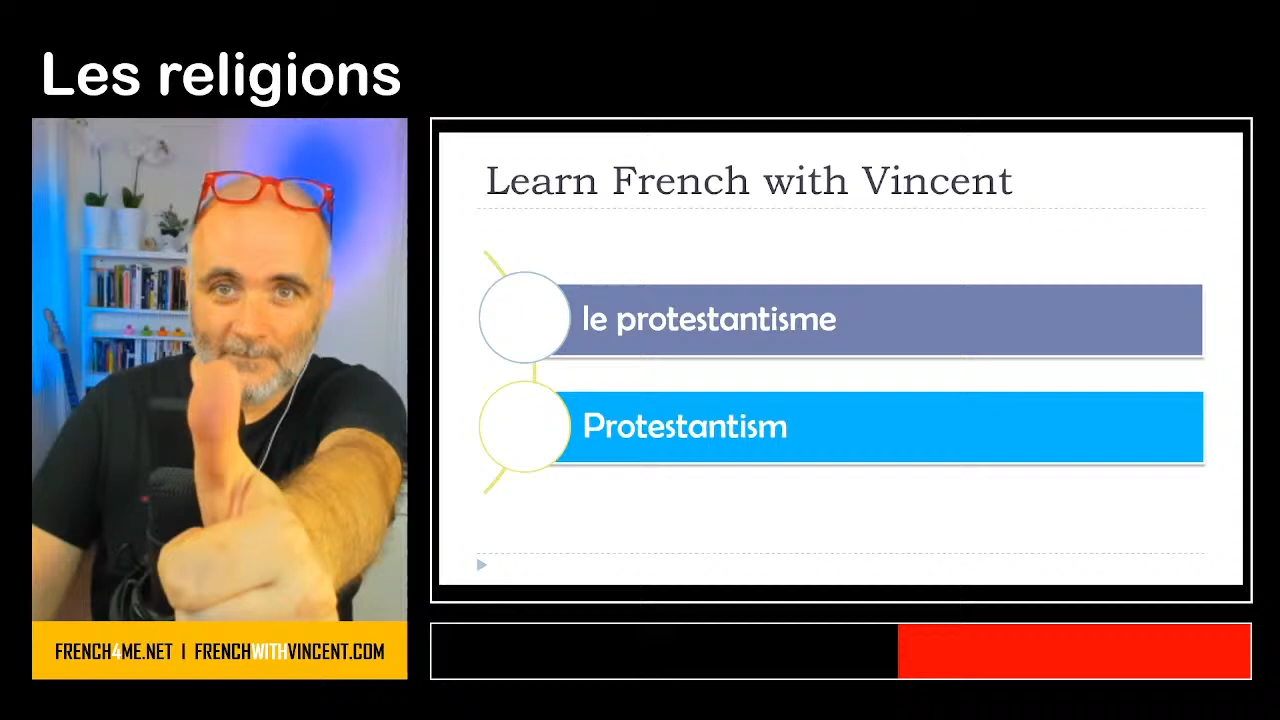 Les religions
Learn French with Vincent
le protestantisme
Protestantism
FRENCH4ME.NET | FRENCHWITHVINCENT.COM